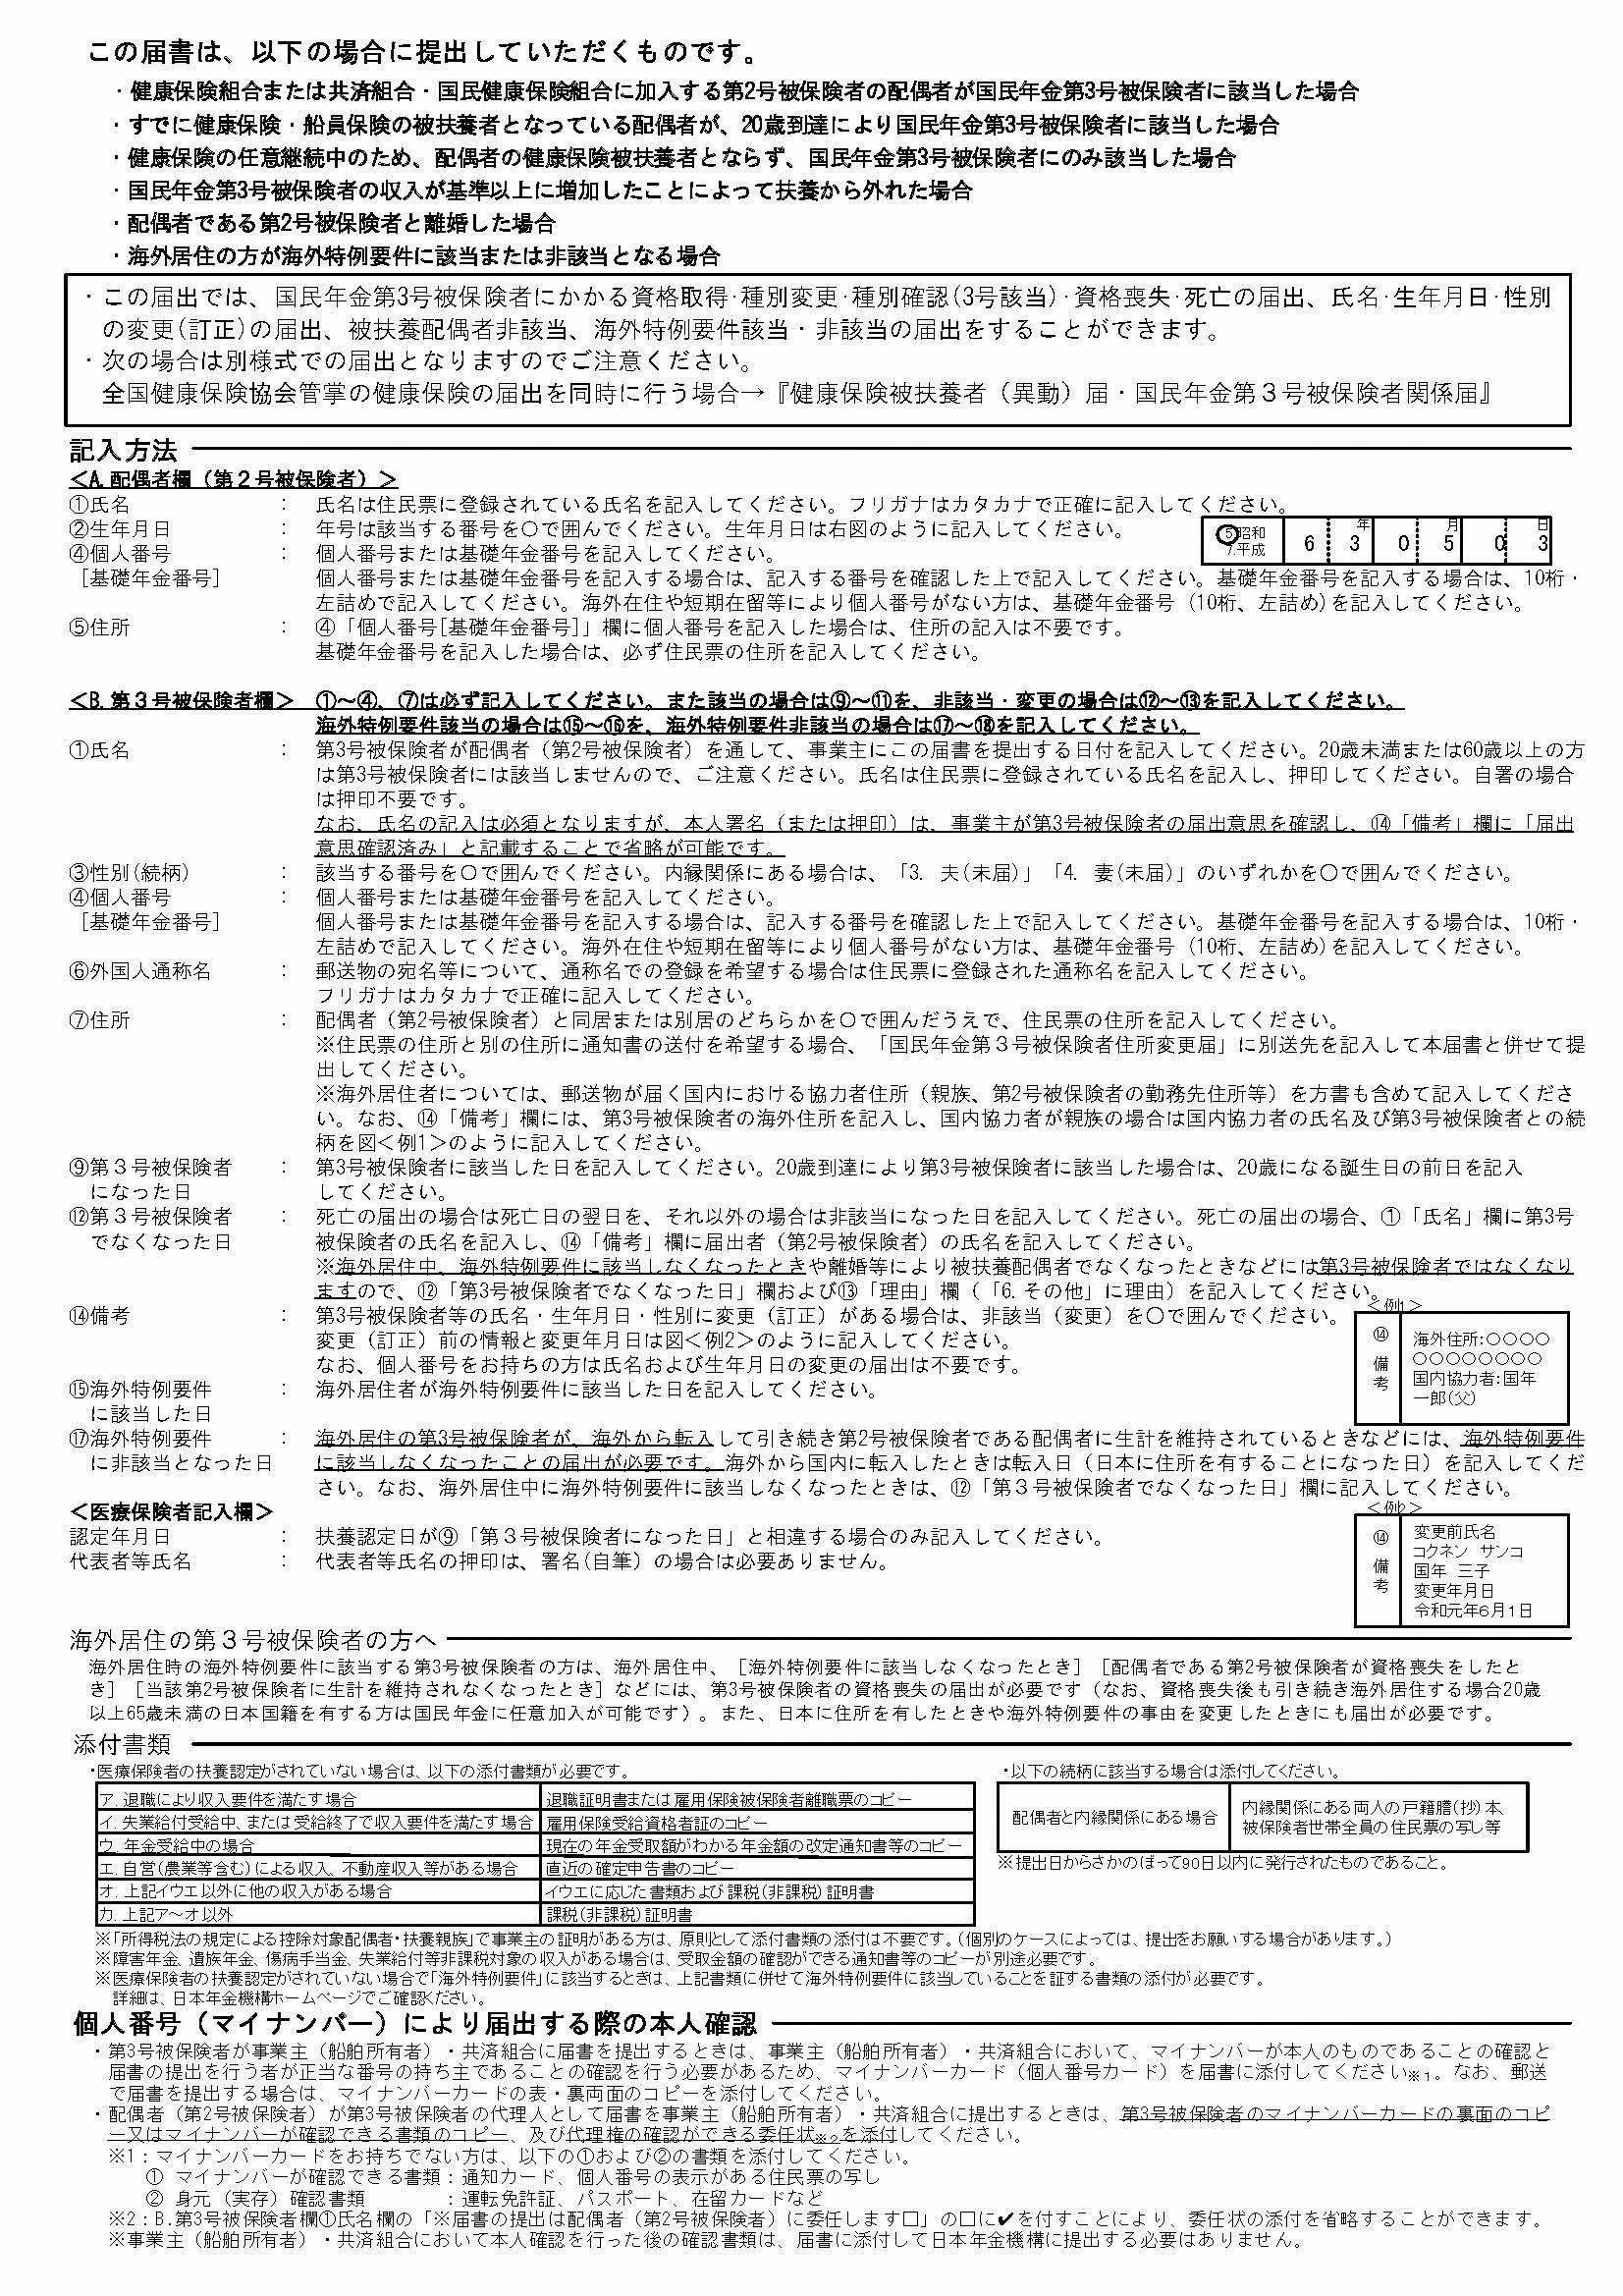 この届書は、以下の場合に提出していただくものです。
・健康保険組合または共済組合・国民健康保険組合に加入する第2号被保険者の配偶者が国民年金第3号被保険者に該当した場合
・すでに健康保険・船員保険の被扶養者となっている配偶者が、20歳到達により国民年金第3号被保険者に該当した場合
・健康保険の任意継続中のため、配偶者の健康保険被扶養者とならず、国民年金第3号被保険者にのみ該当した場合
・国民年金第3号被保険者の収入が基準以上に増加したことによって扶養から外れた場合
・配偶者である第2号被保険者と離婚した場合
・海外居住の方が海外特例要件に該当または非該当となる場合
・この届出では、国民年金第3号被保険者にかかる資格取得･種別変更･種別確認(3号該当)･資格喪失･死亡の届出、氏名･生年月日･性別
の変更(訂正)の届出、被扶養配偶者非該当、海外特例要件該当・非該当の届出をすることができます。
・次の場合は別様式での届出となりますのでご注意ください。
全国健康保険協会管掌の健康保険の届出を同時に行う場合→『健康保険被扶養者（異動）届・国民年金第３号被保険者関係届』
記入方法
＜A.配偶者欄（第２号被保険者）＞
①氏名 ： 氏名は住民票に登録されている氏名を記入してください。フリガナはカタカナで正確に記入してください。
②生年月日 ： 年号は該当する番号を〇で囲んでください。生年月日は右図のように記入してください。
5.昭和 7.平成 年 月 日 6 3 0 5 0 3
④個人番号 ： 個人番号または基礎年金番号を記入してください。
[基礎年金番号] 個人番号または基礎年金番号を記入する場合は、記入する番号を確認した上で記入してください。基礎年金番号を記入する場合は、10桁・
左詰めで記入してください。海外在住や短期在留等により個人番号がない方は、基礎年金番号 (10桁、左詰め)を記入してください。
⑤住所 ： ④「個人番号[基礎年金番号]」欄に個人番号を記入した場合は、住所の記入は不要です。
基礎年金番号を記入した場合は、必ず住民票の住所を記入してください。
＜B.第３号被保険者欄＞ ①～④、⑦は必ず記入してください。また該当の場合は⑨～⑪を、非該当・変更の場合は⑫～⑬を記入してください。
海外特例要件該当の場合は⑮～⑯を、海外特例要件非該当の場合は⑰～⑱を記入してください。
①氏名 ： 第3号被保険者が配偶者（第2号被保険者）を通して、事業主にこの届書を提出する日付を記入してください。20歳未満または60歳以上の方
は第3号被保険者には該当しませんので、ご注意ください。氏名は住民票に登録されている氏名を記入し、押印してください。自署の場合
は押印不要です。
なお、氏名の記入は必須となりますが、本人署名（または押印）は、事業主が第3号被保険者の届出意思を確認し、⑭「備考」欄に「届出
意思確認済み」と記載することで省略が可能です。
③性別(続柄) ： 該当する番号を〇で囲んでください。内縁関係にある場合は、「3. 夫(未届)」「4. 妻(未届)」のいずれかを〇で囲んでください。
④個人番号 ： 個人番号または基礎年金番号を記入してください。
[基礎年金番号] 個人番号または基礎年金番号を記入する場合は、記入する番号を確認した上で記入してください。基礎年金番号を記入する場合は、10桁・
左詰めで記入してください。海外在住や短期在留等により個人番号がない方は、基礎年金番号 (10桁、左詰め)を記入してください。
⑥外国人通称名 ： 郵送物の宛名等について、通称名での登録を希望する場合は住民票に登録された通称名を記入してください。
フリガナはカタカナで正確に記入してください。
⑦住所 ： 配偶者（第2号被保険者）と同居または別居のどちらかを〇で囲んだうえで、住民票の住所を記入してください。
※住民票の住所と別の住所に通知書の送付を希望する場合、「国民年金第３号被保険者住所変更届」に別送先を記入して本届書と併せて提
出してください。
※海外居住者については、郵送物が届く国内における協力者住所（親族、第2号被保険者の勤務先住所等）を方書も含めて記入してくださ
い。なお、⑭「備考」欄には、第3号被保険者の海外住所を記入し、国内協力者が親族の場合は国内協力者の氏名及び第3号被保険者との続
柄を図＜例1＞のように記入してください。
⑨第３号被保険者 ： 第3号被保険者に該当した日を記入してください。20歳到達により第3号被保険者に該当した場合は、20歳になる誕生日の前日を記入
になった日 してください。
⑫第３号被保険者 ： 死亡の届出の場合は死亡日の翌日を、それ以外の場合は非該当になった日を記入してください。死亡の届出の場合、①「氏名」欄に第3号
でなくなった日 被保険者の氏名を記入し、⑭「備考」欄に届出者（第2号被保険者）の氏名を記入してください。
※海外居住中、海外特例要件に該当しなくなったときや離婚等により被扶養配偶者でなくなったときなどには第3号被保険者ではなくなり
ますので、⑫「第3号被保険者でなくなった日」欄および⑬「理由」欄（「6.その他」に理由）を記入してください。
⑭備考 ： 第3号被保険者等の氏名・生年月日・性別に変更（訂正）がある場合は、非該当（変更）を〇で囲んでください。
変更（訂正）前の情報と変更年月日は図＜例2＞のように記入してください。
なお、個人番号をお持ちの方は氏名および生年月日の変更の届出は不要です。
＜例1＞
⑭備考
海外住所:〇〇〇〇
〇〇〇〇〇〇〇〇
国内協力者:国年
一郎(父)
⑮海外特例要件 ： 海外居住者が海外特例要件に該当した日を記入してください。
に該当した日
⑰海外特例要件 ： 海外居住の第3号被保険者が、海外から転入して引き続き第2号被保険者である配偶者に生計を維持されているときなどには、海外特例要件
に非該当となった日 に該当しなくなったことの届出が必要です。海外から国内に転入したときは転入日（日本に住所を有することになった日）を記入してくだ
さい。なお、海外居住中に海外特例要件に該当しなくなったときは、⑫「第３号被保険者でなくなった日」欄に記入してください。
＜医療保険者記入欄＞
認定年月日 ： 扶養認定日が⑨「第３号被保険者になった日」と相違する場合のみ記入してください。
代表者等氏名 ： 代表者等氏名の押印は、署名(自筆）の場合は必要ありません。
＜例2＞
⑭備考
変更前氏名
コクネン サンコ
国年 三子
変更年月日
令和元年6月1日
海外居住の第３号被保険者の方へ
海外居住時の海外特例要件に該当する第3号被保険者の方は、海外居住中、［海外特例要件に該当しなくなったとき］［配偶者である第2号被保険者が資格喪失をしたと
き］［当該第2号被保険者に生計を維持されなくなったとき］などには、第3号被保険者の資格喪失の届出が必要です（なお、資格喪失後も引き続き海外居住する場合20歳
以上65歳未満の日本国籍を有する方は国民年金に任意加入が可能です）。また、日本に住所を有したときや海外特例要件の事由を変更したときにも届出が必要です。
添付書類
・医療保険者の扶養認定がされていない場合は、以下の添付書類が必要です。
ア.退職により収入要件を満たす場合 退職証明書または雇用保険被保険者離職票のコピー
イ.失業給付受給中、または受給終了で収入要件を満たす場合 雇用保険受給資格者証のコピー
ウ.年金受給中の場合 現在の年金受取額がわかる年金額の改定通知書等のコピー
エ.自営(農業等含む)による収入、不動産収入等がある場合 直近の確定申告書のコピー
オ.上記イウエ以外に他の収入がある場合 イウエに応じた書類および課税(非課税)証明書
カ.上記ア～オ以外 課税(非課税)証明書
・以下の続柄に該当する場合は添付してください。
配偶者と内縁関係にある場合 内縁関係にある両人の戸籍謄(抄)本、
被保険者世帯全員の住民票の写し等
※提出日からさかのぼって90日以内に発行されたものであること。
※「所得税法の規定による控除対象配偶者・扶養親族」で事業主の証明がある方は、原則として添付書類の添付は不要です。(個別のケースによっては、提出をお願いする場合があります。)
※障害年金、遺族年金、傷病手当金、失業給付等非課税対象の収入がある場合は、受取金額の確認ができる通知書等のコピーが別途必要です。
※医療保険者の扶養認定がされていない場合で「海外特例要件」に該当するときは、上記書類に併せて海外特例要件に該当していることを証する書類の添付が必要です。
詳細は、日本年金機構ホームページでご確認ください。
個人番号（マイナンバー）により届出する際の本人確認
・第3号被保険者が事業主（船舶所有者）・共済組合に届書を提出するときは、事業主（船舶所有者）・共済組合において、マイナンバーが本人のものであることの確認と
届書の提出を行う者が正当な番号の持ち主であることの確認を行う必要があるため、マイナンバーカード（個人番号カード）を届書に添付してください※1。なお、郵送
で届書を提出する場合は、マイナンバーカードの表・裏両面のコピーを添付してください。
・配偶者（第2号被保険者）が第3号被保険者の代理人として届書を事業主（船舶所有者）・共済組合に提出するときは、第3号被保険者のマイナンバーカードの裏面のコピ
ー又はマイナンバーが確認できる書類のコピー、及び代理権の確認ができる委任状※2を添付してください。
※1：マイナンバーカードをお持ちでない方は、以下の①および②の書類を添付してください。
① マイナンバーが確認できる書類：通知カード、個人番号の表示がある住民票の写し
② 身元（実存）確認書類 ：運転免許証、パスポート、在留カードなど
※2：B.第3号被保険者欄①氏名欄の「※届書の提出は配偶者（第2号被保険者）に委任します□」の□に✔を付すことにより、委任状の添付を省略することができます。
※事業主（船舶所有者）・共済組合において本人確認を行った後の確認書類は、届書に添付して日本年金機構に提出する必要はありません。